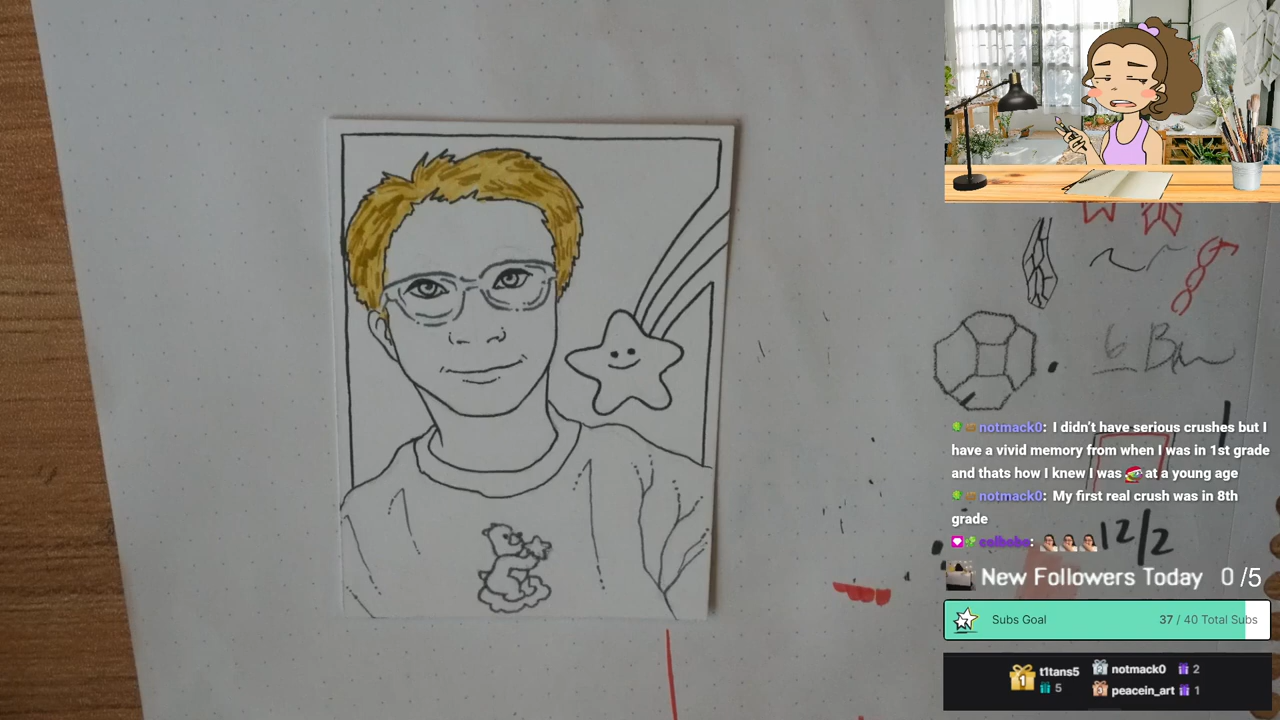 notmack0: I didn't have serious crushes but I
have a vivid memory from when I was in 1st grade
and thats how I knew I was at a young age
notmack0: My first real crush was in 8th
grade
calhobo:
12/2
New Followers Today 0 /5
Subs Goal 37 / 40 Total Subs
1 t1tans5 5
notmack0 2
peacein_art 1